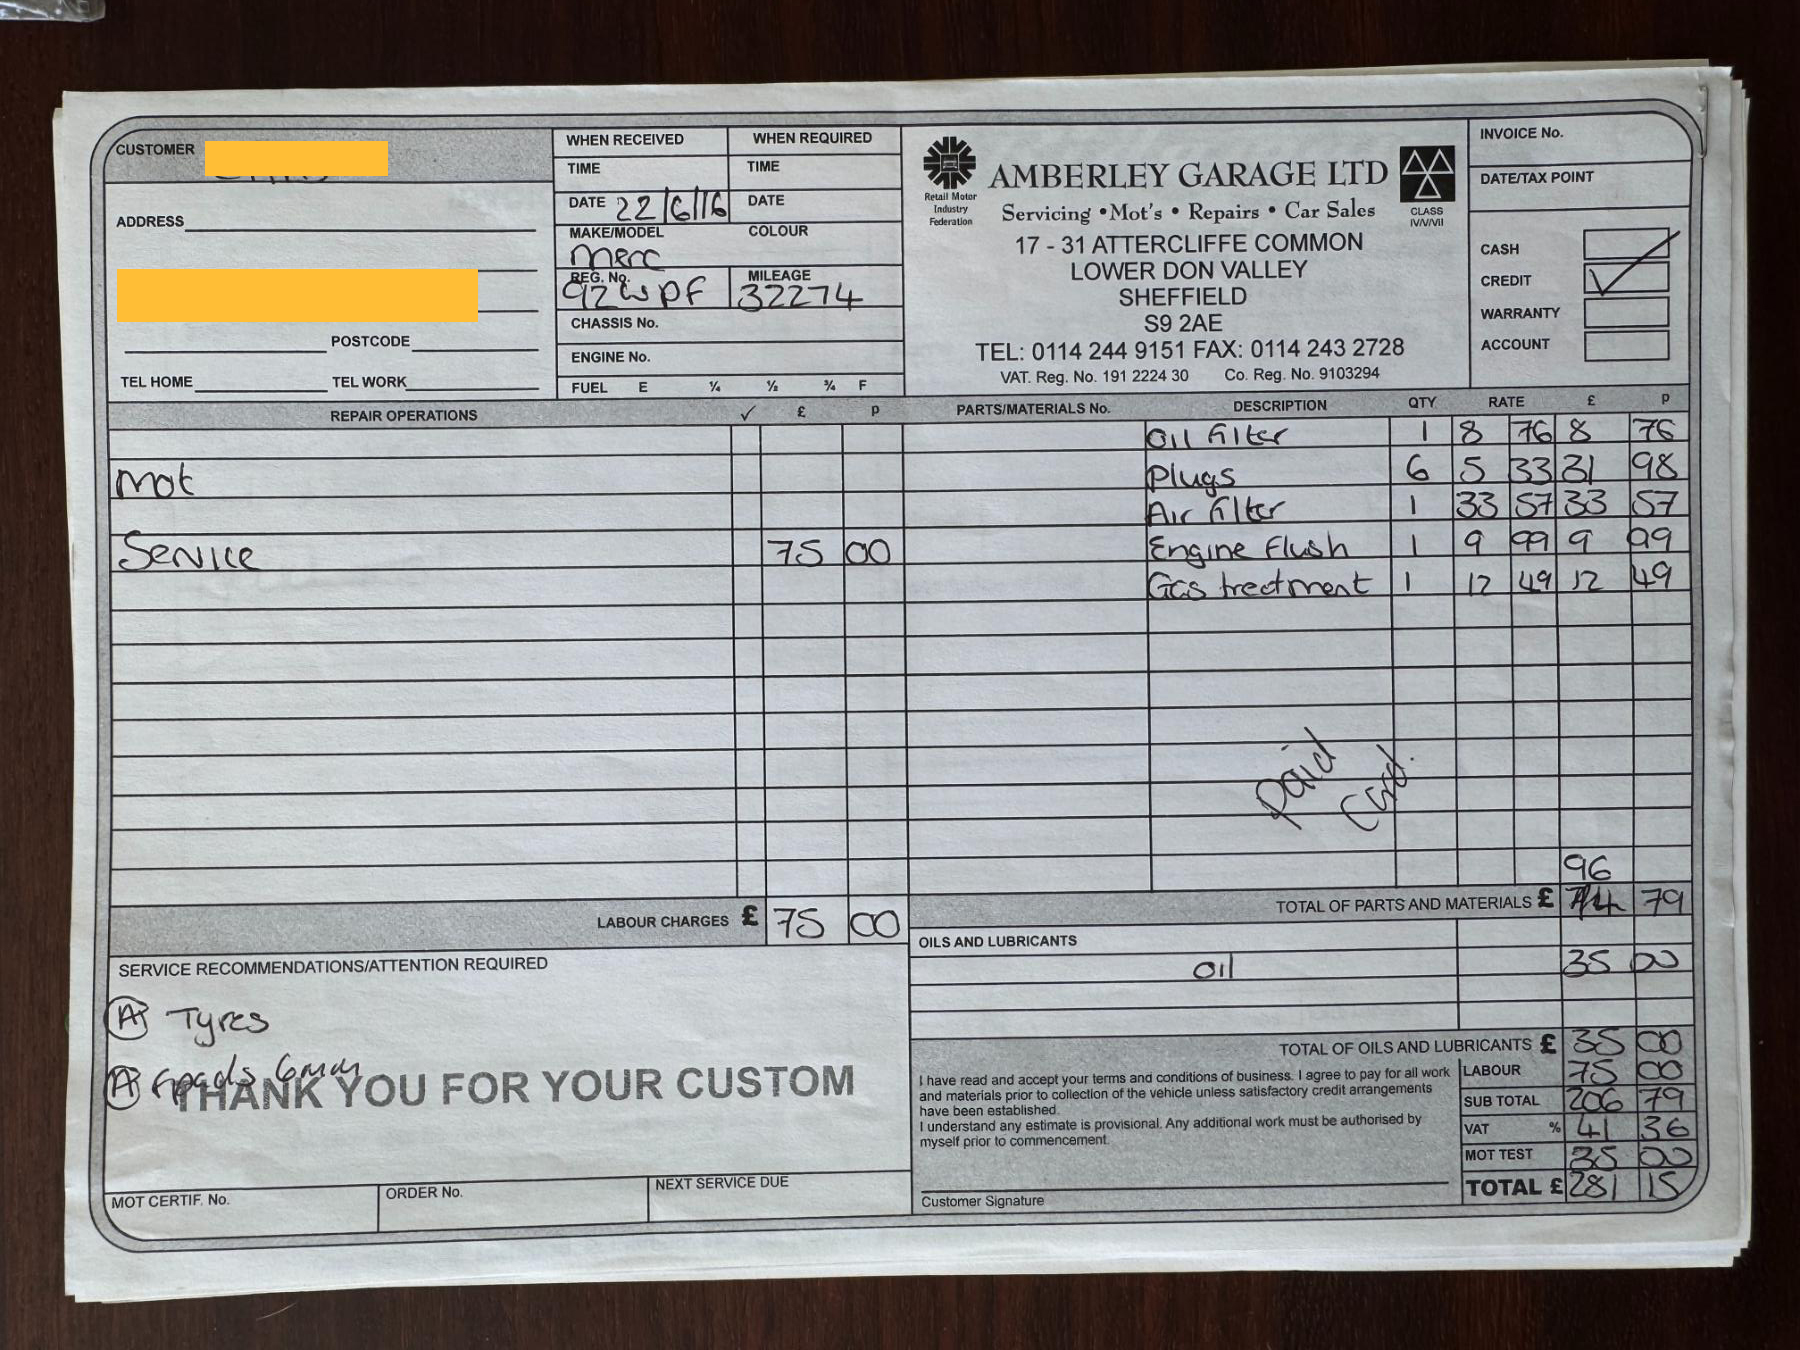 CUSTOMER
ADDRESS
POSTCODE
TEL HOME TEL WORK
WHEN RECEIVED WHEN REQUIRED
TIME TIME
DATE 22/6/16 DATE
MAKE/MODEL COLOUR
Merc
REG. No. MILEAGE
92WPF 32274
CHASSIS No.
ENGINE No.
FUEL E ¼ ½ ¾ F
Retail Motor
Industry
Federation
AMBERLEY GARAGE LTD
Servicing • Mot's • Repairs • Car Sales
CLASS
IV/V/VII
17 - 31 ATTERCLIFFE COMMON
LOWER DON VALLEY
SHEFFIELD
S9 2AE
TEL: 0114 244 9151 FAX: 0114 243 2728
VAT. Reg. No. 191 2224 30 Co. Reg. No. 9103294
INVOICE No.
DATE/TAX POINT
CASH
CREDIT ✓
WARRANTY
ACCOUNT
REPAIR OPERATIONS ✓ £ p
Mot
Service 75 00
LABOUR CHARGES £ 75 00
PARTS/MATERIALS No. DESCRIPTION QTY RATE £ p
Oil filter 1 8 76 8 76
Plugs 6 5 33 31 98
Air filter 1 33 57 33 57
Engine flush 1 9 99 9 99
Gas treatment 1 12 49 12 49
Paid
Card.
96
TOTAL OF PARTS AND MATERIALS £ 79
OILS AND LUBRICANTS
oil 35 00
TOTAL OF OILS AND LUBRICANTS £ 35 00
SERVICE RECOMMENDATIONS/ATTENTION REQUIRED
A Tyres
A F pads 6mm
THANK YOU FOR YOUR CUSTOM
MOT CERTIF. No. ORDER No. NEXT SERVICE DUE
I have read and accept your terms and conditions of business. I agree to pay for all work
and materials prior to collection of the vehicle unless satisfactory credit arrangements
have been established.
I understand any estimate is provisional. Any additional work must be authorised by
myself prior to commencement.
Customer Signature
LABOUR 75 00
SUB TOTAL 206 79
VAT % 41 36
MOT TEST 35 00
TOTAL £ 281 15